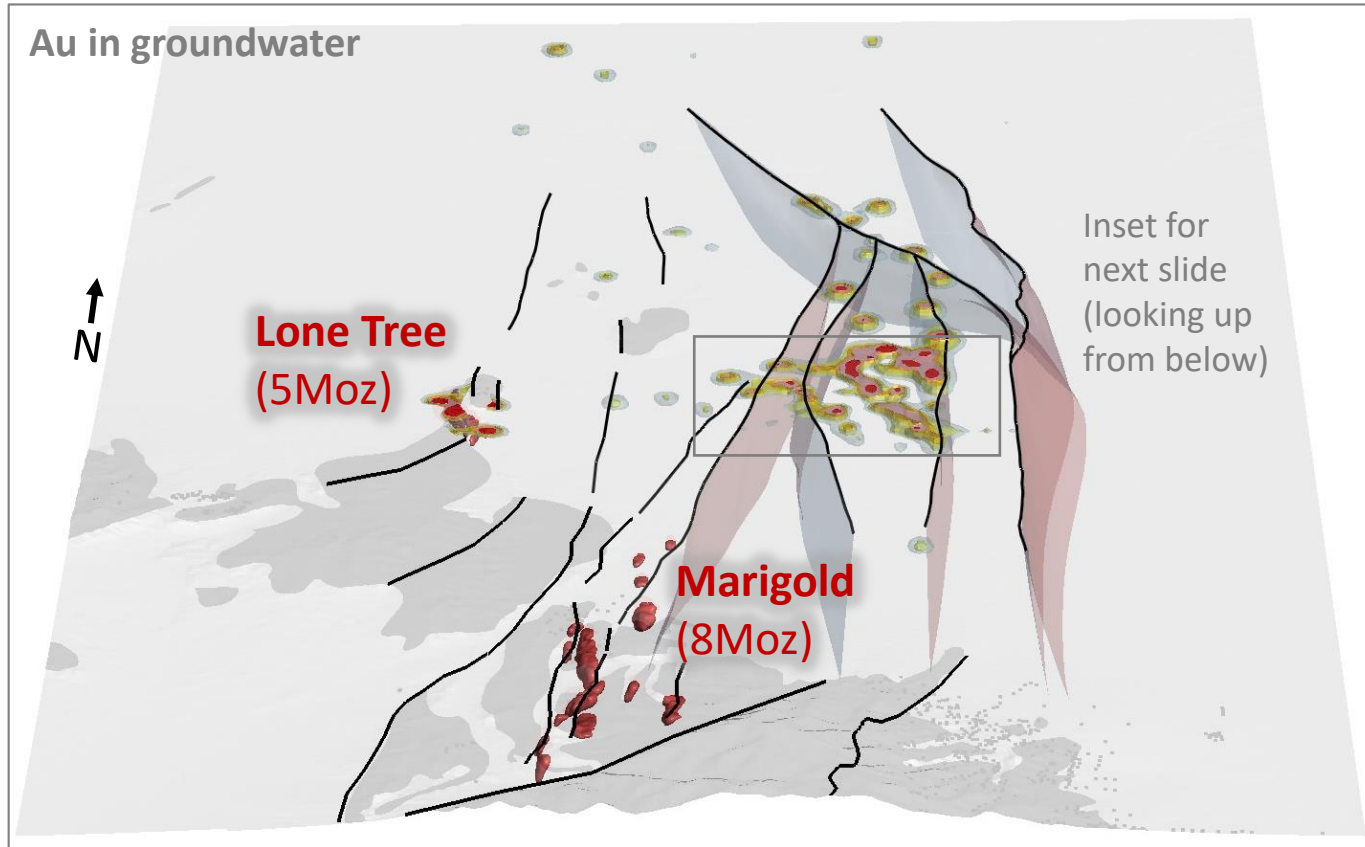 Au in groundwater
Inset for
next slide
(looking up
from below)
N
Lone Tree
(5Moz)
Marigold
(8Moz)